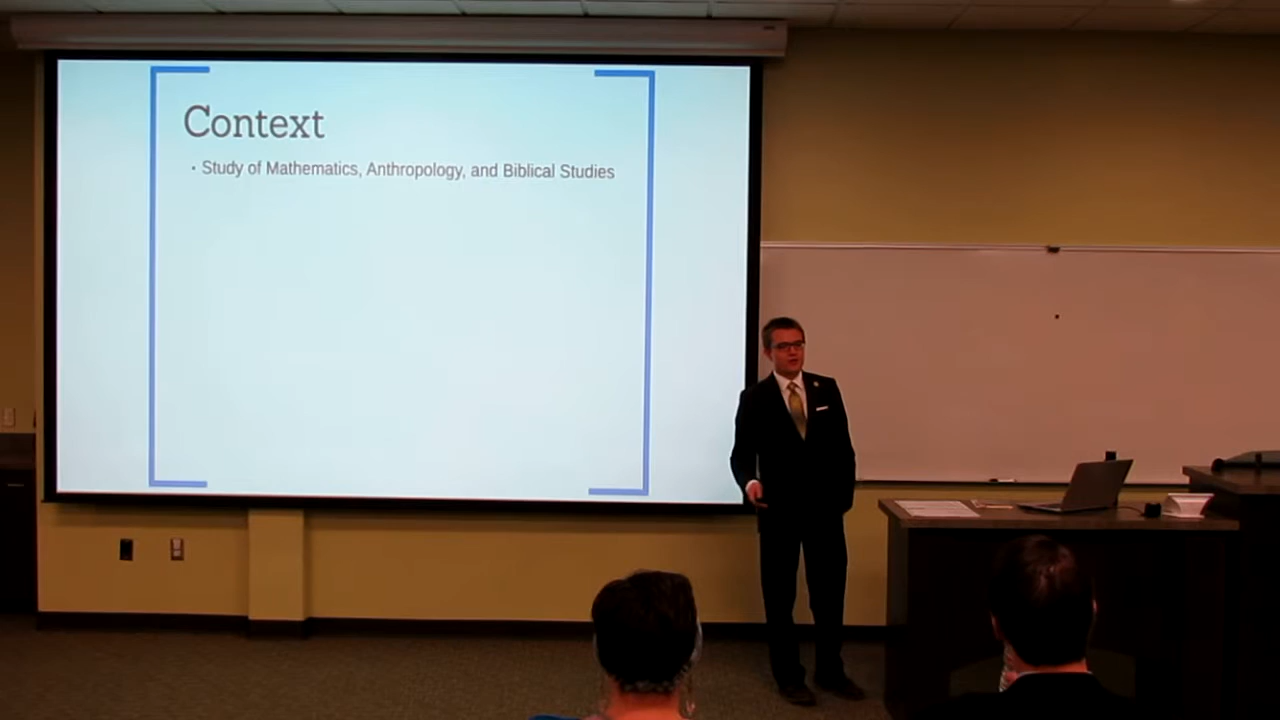 Context
• Study of Mathematics, Anthropology, and Biblical Studies